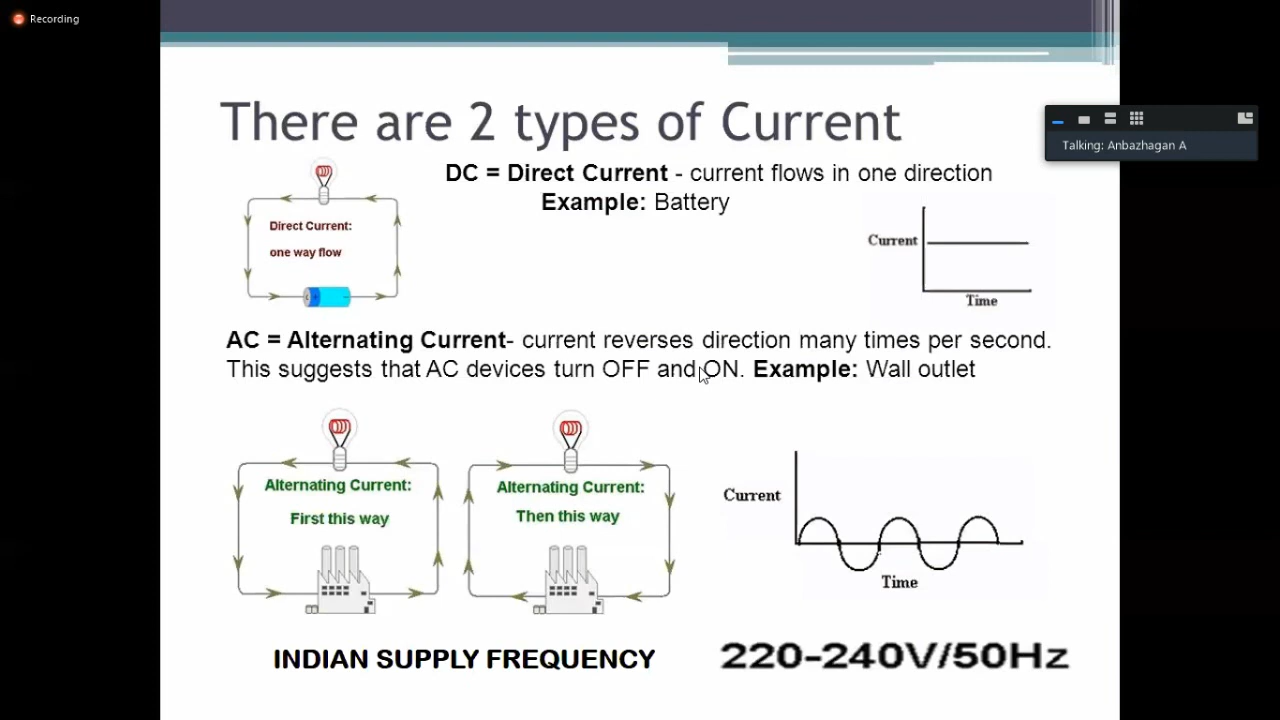 Recording
There are 2 types of Current
Talking: Anbazhagan A
DC = Direct Current - current flows in one direction
Example: Battery
Direct Current:
one way flow
Current
Time
AC = Alternating Current- current reverses direction many times per second.
This suggests that AC devices turn OFF and ON. Example: Wall outlet
Alternating Current:
First this way
Alternating Current:
Then this way
Current
Time
INDIAN SUPPLY FREQUENCY
220-240V/50Hz